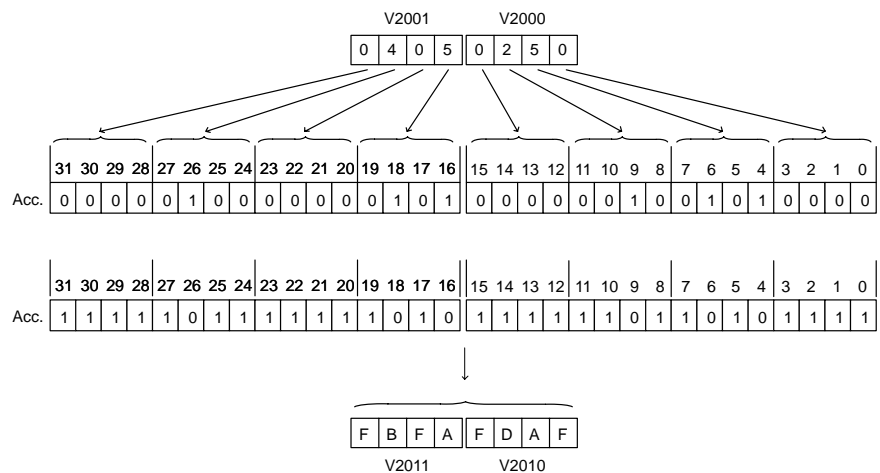 V2001 V2000
0 4 0 5 0 2 5 0
31 30 29 28 27 26 25 24 23 22 21 20 19 18 17 16 15 14 13 12 11 10 9 8 7 6 5 4 3 2 1 0
Acc. 0 0 0 0 0 1 0 0 0 0 0 0 0 1 0 1 0 0 0 0 0 0 1 0 0 1 0 1 0 0 0 0
31 30 29 28 27 26 25 24 23 22 21 20 19 18 17 16 15 14 13 12 11 10 9 8 7 6 5 4 3 2 1 0
Acc. 1 1 1 1 1 0 1 1 1 1 1 1 1 0 1 0 1 1 1 1 1 1 0 1 1 0 1 0 1 1 1 1
F B F A F D A F
V2011 V2010